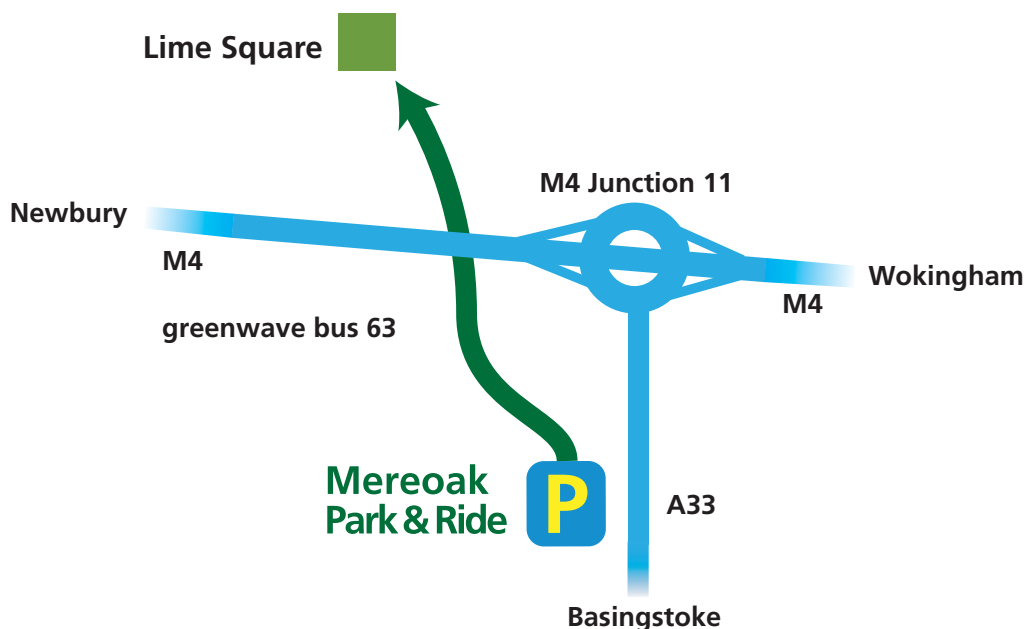 Lime Square
M4 Junction 11
Newbury
M4
Wokingham
M4
greenwave bus 63
Mereoak
Park & Ride
P
A33
Basingstoke